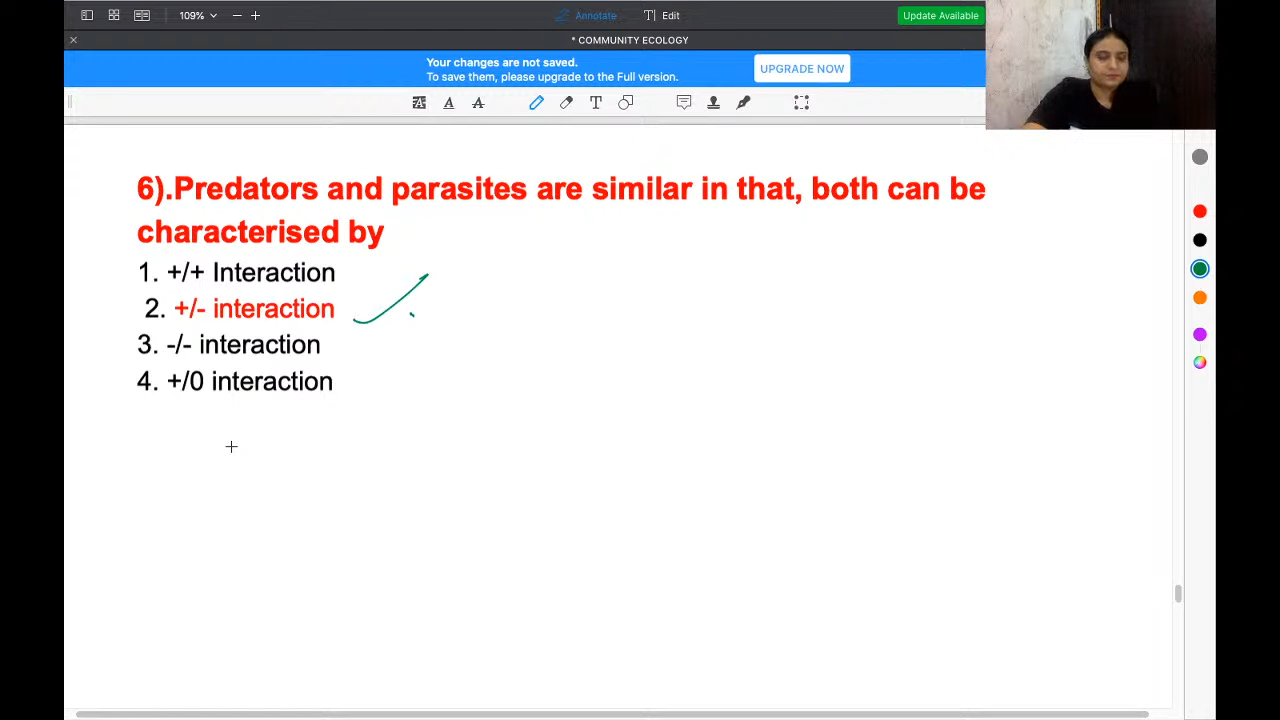 109%
Annotate
Edit
Update Available
* COMMUNITY ECOLOGY
Your changes are not saved.
To save them, please upgrade to the Full version.
UPGRADE NOW
6).Predators and parasites are similar in that, both can be
characterised by
1. +/+ Interaction
2. +/- interaction
3. -/- interaction
4. +/0 interaction